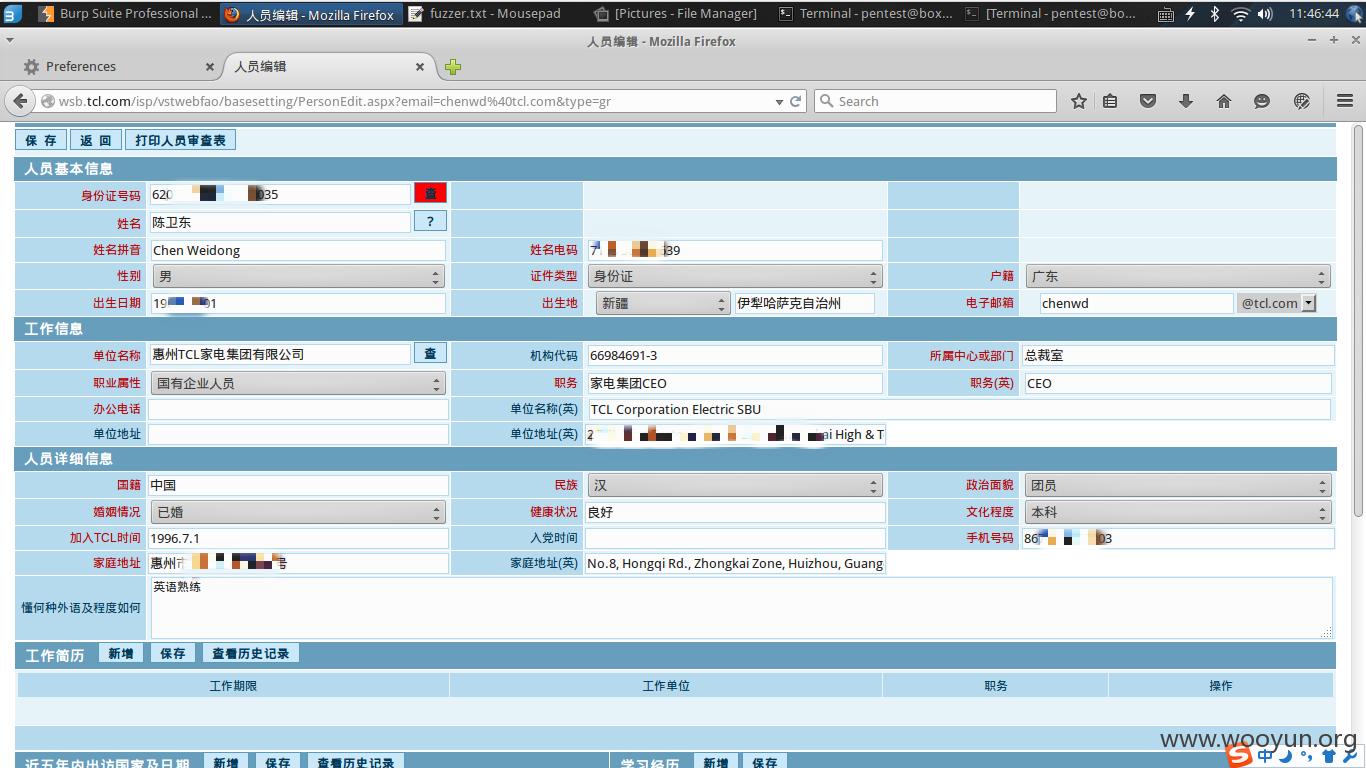 Burp Suite Professional ... 人员编辑 - Mozilla Firefox fuzzer.txt - Mousepad [Pictures - File Manager] Terminal - pentest@box... [Terminal - pentest@bo... 11:46:44
人员编辑 - Mozilla Firefox
Preferences 人员编辑
wsb.tcl.com/isp/vstwebfao/basesetting/PersonEdit.aspx?email=chenwd%40tcl.com&type=gr Search
保 存 返 回 打印人员审查表
人员基本信息
身份证号码 620 035 查
姓名 陈卫东 ?
姓名拼音 Chen Weidong 姓名电码 7 39
性别 男 证件类型 身份证 户籍 广东
出生日期 19 01 出生地 新疆 伊犁哈萨克自治州 电子邮箱 chenwd @tcl.com
工作信息
单位名称 惠州TCL家电集团有限公司 查 机构代码 66984691-3 所属中心或部门 总裁室
职业属性 国有企业人员 职务 家电集团CEO 职务(英) CEO
办公电话 单位名称(英) TCL Corporation Electric SBU
单位地址 单位地址(英) 2 ai High & T
人员详细信息
国籍 中国 民族 汉 政治面貌 团员
婚姻情况 已婚 健康状况 良好 文化程度 本科
加入TCL时间 1996.7.1 入党时间 手机号码 86 03
家庭地址 惠州市 号 家庭地址(英) No.8, Hongqi Rd., Zhongkai Zone, Huizhou, Guang
懂何种外语及程度如何 英语熟练
工作简历 新增 保存 查看历史记录
工作期限 工作单位 职务 操作
近五年内出访国家及日期 新增 保存 查看历史记录 学习经历 新增 保存
www.wooyun.org
中